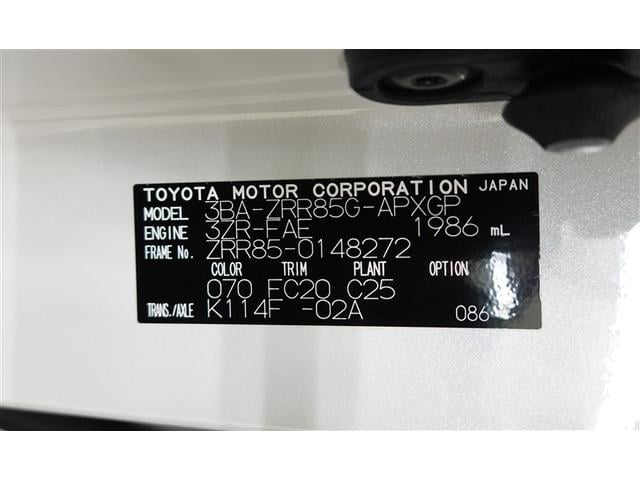 TOYOTA MOTOR CORPORATION JAPAN
MODEL 3BA-ZRR85G-APXGP
ENGINE 3ZR-FAE 1986 mL
FRAME NO. ZRR85-0148272
COLOR TRIM PLANT OPTION
070 FC20 C25
TRANS./AXLE K114F -02A 086